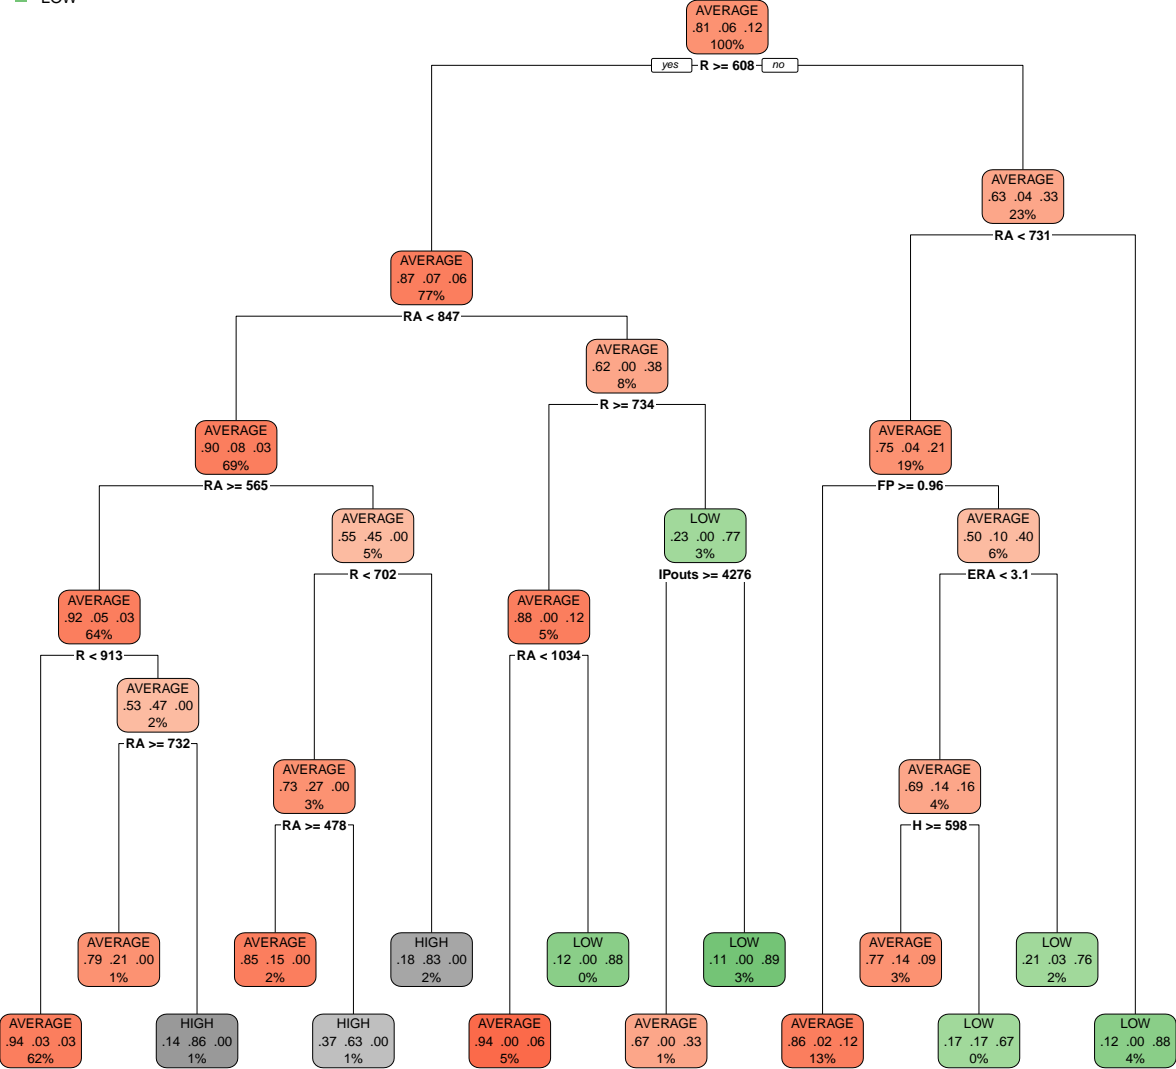 LOW
AVERAGE
.81 .06 .12
100%
yes R >= 608 no
AVERAGE
.63 .04 .33
23%
RA < 731
AVERAGE
.87 .07 .06
77%
RA < 847
AVERAGE
.62 .00 .38
8%
R >= 734
AVERAGE
.90 .08 .03
69%
RA >= 565
AVERAGE
.75 .04 .21
19%
FP >= 0.96
AVERAGE
.55 .45 .00
5%
R < 702
LOW
.23 .00 .77
3%
IPouts >= 4276
AVERAGE
.50 .10 .40
6%
ERA < 3.1
AVERAGE
.92 .05 .03
64%
R < 913
AVERAGE
.88 .00 .12
5%
RA < 1034
AVERAGE
.53 .47 .00
2%
RA >= 732
AVERAGE
.73 .27 .00
3%
RA >= 478
AVERAGE
.69 .14 .16
4%
H >= 598
AVERAGE
.79 .21 .00
1%
AVERAGE
.85 .15 .00
2%
HIGH
.18 .83 .00
2%
LOW
.12 .00 .88
0%
LOW
.11 .00 .89
3%
AVERAGE
.77 .14 .09
3%
LOW
.21 .03 .76
2%
AVERAGE
.94 .03 .03
62%
HIGH
.14 .86 .00
1%
HIGH
.37 .63 .00
1%
AVERAGE
.94 .00 .06
5%
AVERAGE
.67 .00 .33
1%
AVERAGE
.86 .02 .12
13%
LOW
.17 .17 .67
0%
LOW
.12 .00 .88
4%